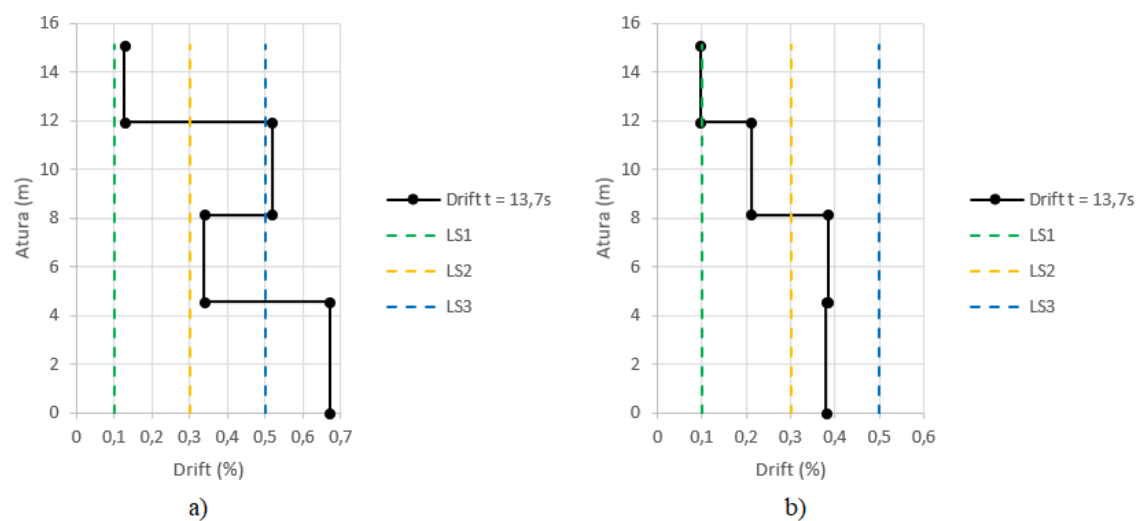 16
14
12
10
8
6
4
2
0
Atura (m)
0 0,1 0,2 0,3 0,4 0,5 0,6 0,7
Drift (%)
Drift t = 13,7s
LS1
LS2
LS3
a)
16
14
12
10
8
6
4
2
0
Atura (m)
0 0,1 0,2 0,3 0,4 0,5 0,6
Drift (%)
Drift t = 13,7s
LS1
LS2
LS3
b)